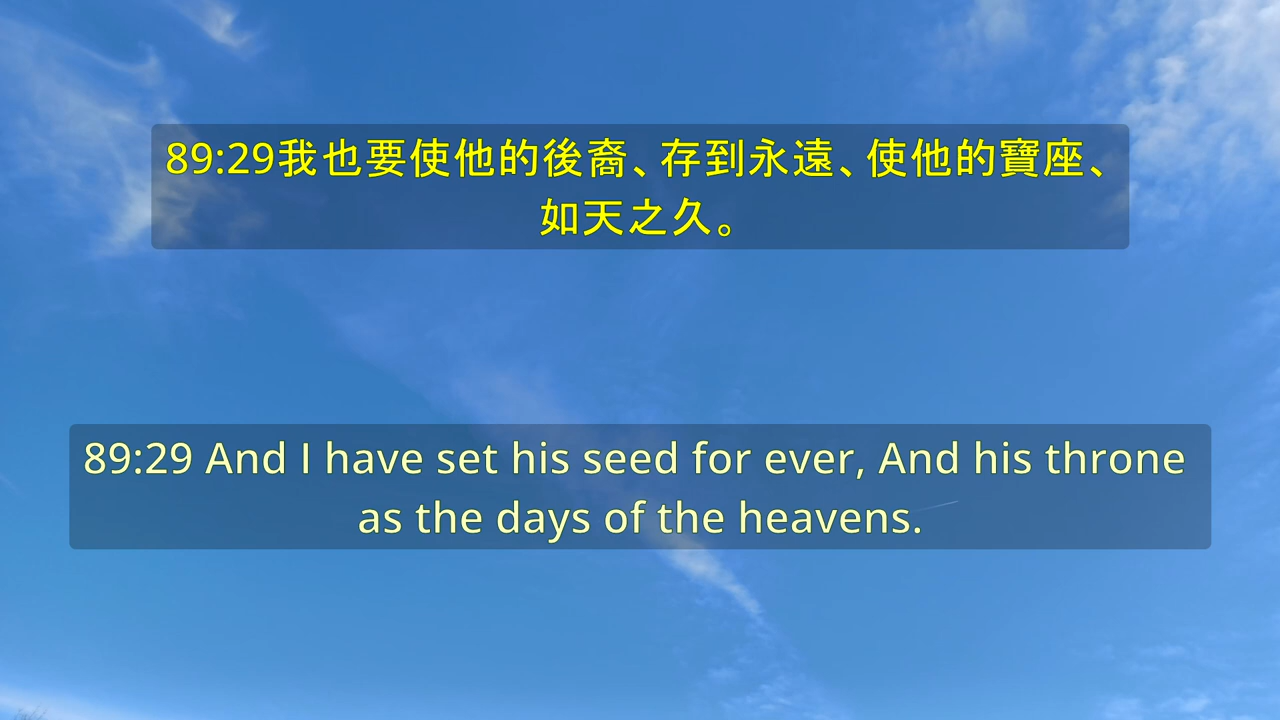 89:29我也要使他的後裔、存到永遠、使他的寶座、
如天之久。
89:29 And I have set his seed for ever, And his throne
as the days of the heavens.